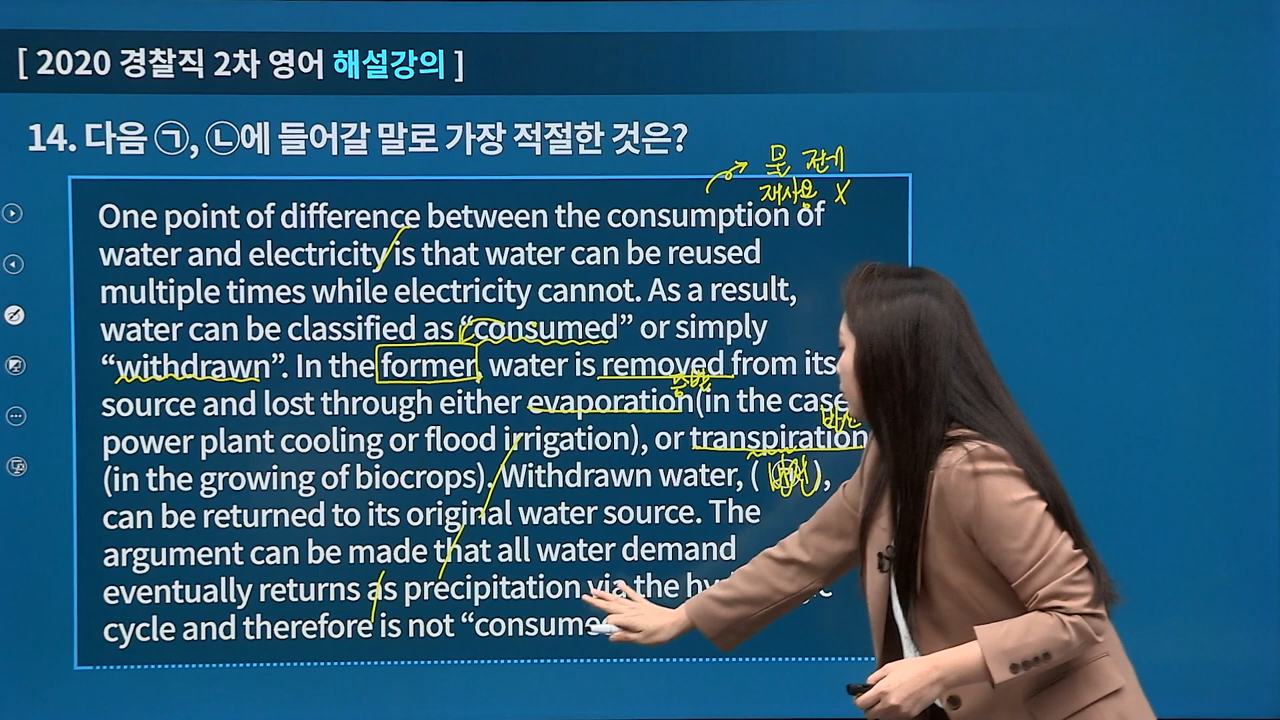 [ 2020 경찰직 2차 영어 해설강의 ]
14. 다음 ㉠, ㉡에 들어갈 말로 가장 적절한 것은?
물 전체
재사용 X
One point of difference between the consumption of
water and electricity is that water can be reused
multiple times while electricity cannot. As a result,
water can be classified as “consumed” or simply
“withdrawn”. In the former, water is removed from its
증발
source and lost through either evaporation(in the case
power plant cooling or flood irrigation), or transpiration
(in the growing of biocrops). Withdrawn water, ( ),
can be returned to its original water source. The
argument can be made that all water demand
eventually returns as precipitation via the
cycle and therefore is not